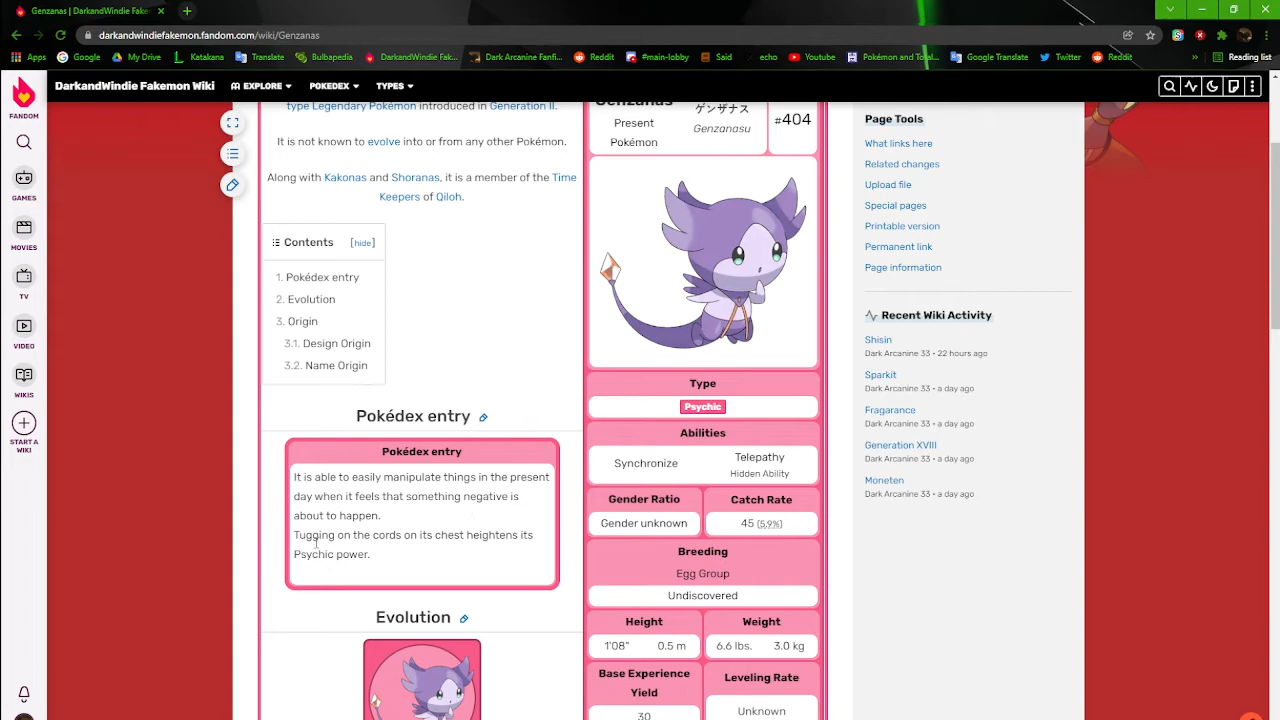 Genzanas | DarkandWindie Fake
darkandwindiefakemon.fandom.com/wiki/Genzanas
Apps
Google
My Drive
Katakana
Translate
Bulbapedia
DarkandWindie Fak...
Dark Arcanine Fanfi...
Reddit
#main-lobby
Said
echo
YouTube
Pokémon and Total...
Google Translate
Twitter
Reddit
»
Reading list
FANDOM
GAMES
MOVIES
TV
VIDEO
WIKIS
START A
WIKI
DarkandWindie Fakemon Wiki
EXPLORE
POKEDEX
TYPES
type Legendary Pokémon introduced in Generation II.
It is not known to evolve into or from any other Pokémon.
Along with Kakonas and Shoranas, it is a member of the Time
Keepers of Qiloh.
Contents [hide]
1. Pokédex entry
2. Evolution
3. Origin
3.1. Design Origin
3.2. Name Origin
Pokédex entry
Pokédex entry
It is able to easily manipulate things in the present
day when it feels that something negative is
about to happen.
Tugging on the cords on its chest heightens its
Psychic power.
Evolution
Genzanas
Present
Pokémon
ゲンザナス
Genzanasu
#404
Type
Psychic
Abilities
Synchronize
Telepathy
Hidden Ability
Gender Ratio
Gender unknown
Catch Rate
45 (5.9%)
Breeding
Egg Group
Undiscovered
Height
1'08" 0.5 m
Weight
6.6 lbs. 3.0 kg
Base Experience
Yield
30
Leveling Rate
Unknown
Page Tools
What links here
Related changes
Upload file
Special pages
Printable version
Permanent link
Page information
Recent Wiki Activity
Shisin
Dark Arcanine 33 • 22 hours ago
Sparkit
Dark Arcanine 33 • a day ago
Fragarance
Dark Arcanine 33 • a day ago
Generation XVIII
Dark Arcanine 33 • a day ago
Moneten
Dark Arcanine 33 • a day ago